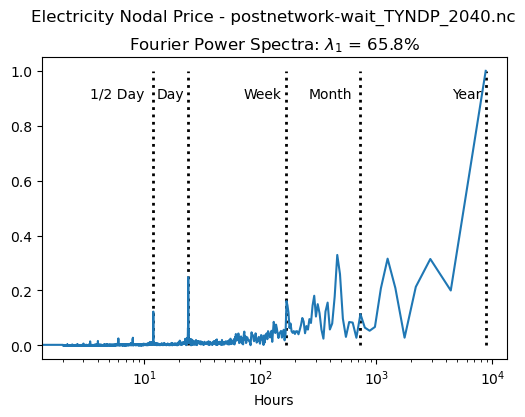 Electricity Nodal Price - postnetwork-wait_TYNDP_2040.nc
Fourier Power Spectra: λ₁ = 65.8%
1/2 Day
Day
Week
Month
Year
1.0
0.8
0.6
0.4
0.2
0.0
10¹
10²
10³
10⁴
Hours